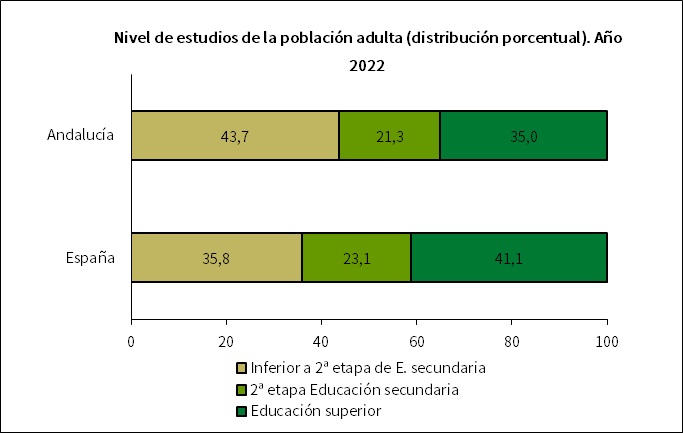 Nivel de estudios de la población adulta (distribución porcentual). Año
2022
Andalucía 43,7 21,3 35,0
España 35,8 23,1 41,1
0 20 40 60 80 100
Inferior a 2ª etapa de E. secundaria
2ª etapa Educación secundaria
Educación superior